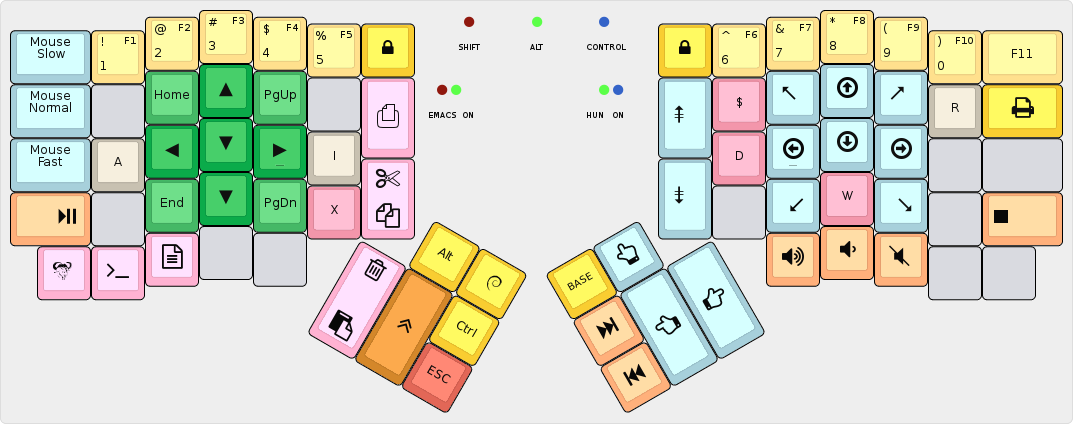 SHIFT
ALT
CONTROL
EMACS ON
HUN ON
Mouse
Slow
! F1
1
@ F2
2
# F3
3
$ F4
4
% F5
5
^ F6
6
& F7
7
* F8
8
( F9
9
) F10
0
F11
Mouse
Normal
Home
PgUp
$
R
Mouse
Fast
A
I
D
End
PgDn
X
W
>_
Alt
Ctrl
ESC
BASE